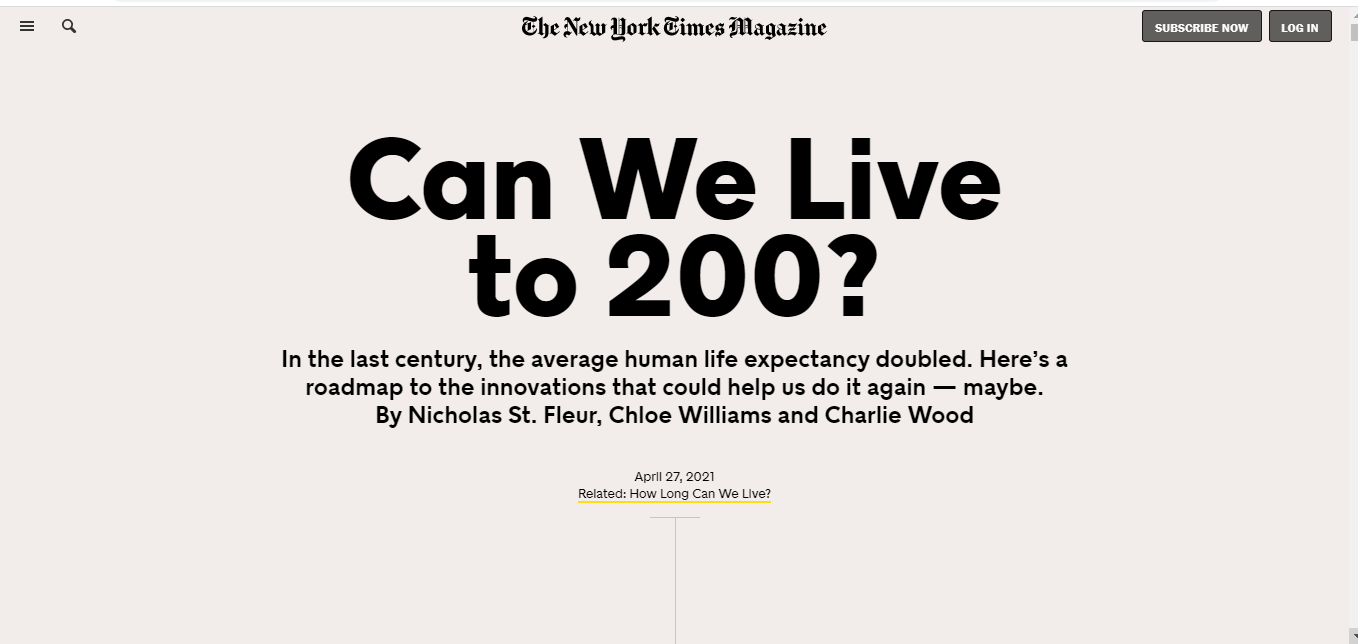 The New York Times Magazine
SUBSCRIBE NOW
LOG IN
Can We Live
to 200?
In the last century, the average human life expectancy doubled. Here’s a
roadmap to the innovations that could help us do it again — maybe.
By Nicholas St. Fleur, Chloe Williams and Charlie Wood
April 27, 2021
Related: How Long Can We Live?